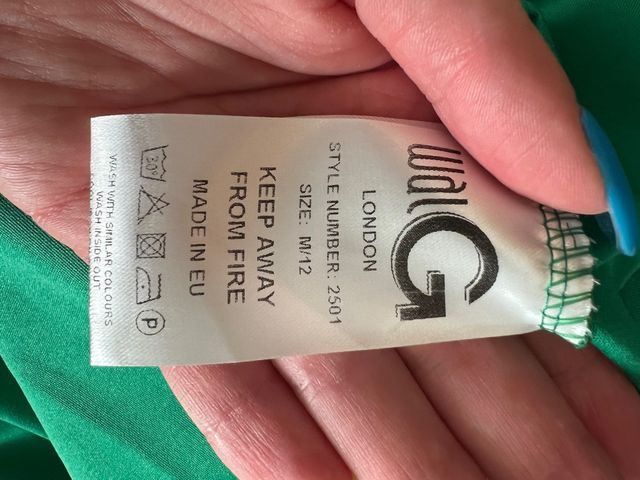 WalG
LONDON
STYLE NUMBER: 2501
SIZE: M/12
KEEP AWAY
FROM FIRE
MADE IN EU
30° P
WASH WITH SIMILAR COLOURS
WASH INSIDE OUT